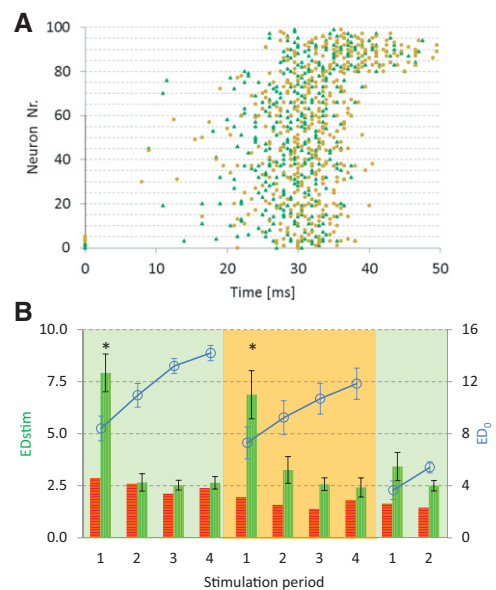 A
100
80
60
40
20
0
Neuron Nr.
0 10 20 30 40 50
Time [ms]
B
10.0
7.5
5.0
2.5
0.0
EDstim
* *
16
12
8
4
0
ED0
1 2 3 4 1 2 3 4 1 2
Stimulation period